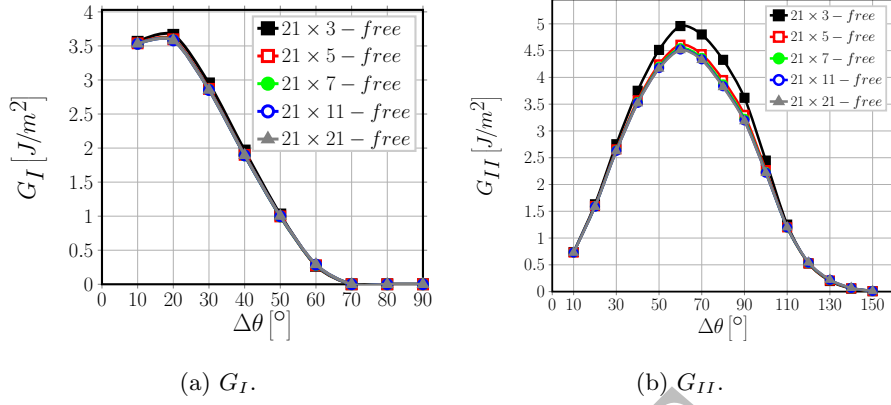 4
3.5
3
2.5
2
1.5
1
0.5
0
G_I [J/m²]
0 10 20 30 40 50 60 70 80 90
Δθ [°]
21 × 3 − free
21 × 5 − free
21 × 7 − free
21 × 11 − free
21 × 21 − free
(a) G_I.
5
4.5
4
3.5
3
2.5
2
1.5
1
0.5
0
G_II [J/m²]
0 10 30 50 70 90 110 130 150
Δθ [°]
21 × 3 − free
21 × 5 − free
21 × 7 − free
21 × 11 − free
21 × 21 − free
(b) G_II.